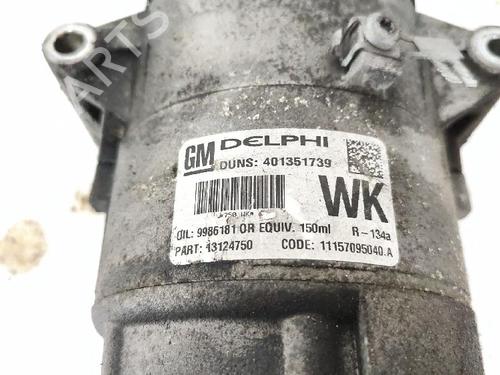 GM DELPHI
DUNS: 401351739
WK
OIL: 9986181 OR EQUIV. 150ml R-134a
PART: 13124750 CODE: 11157095040.A